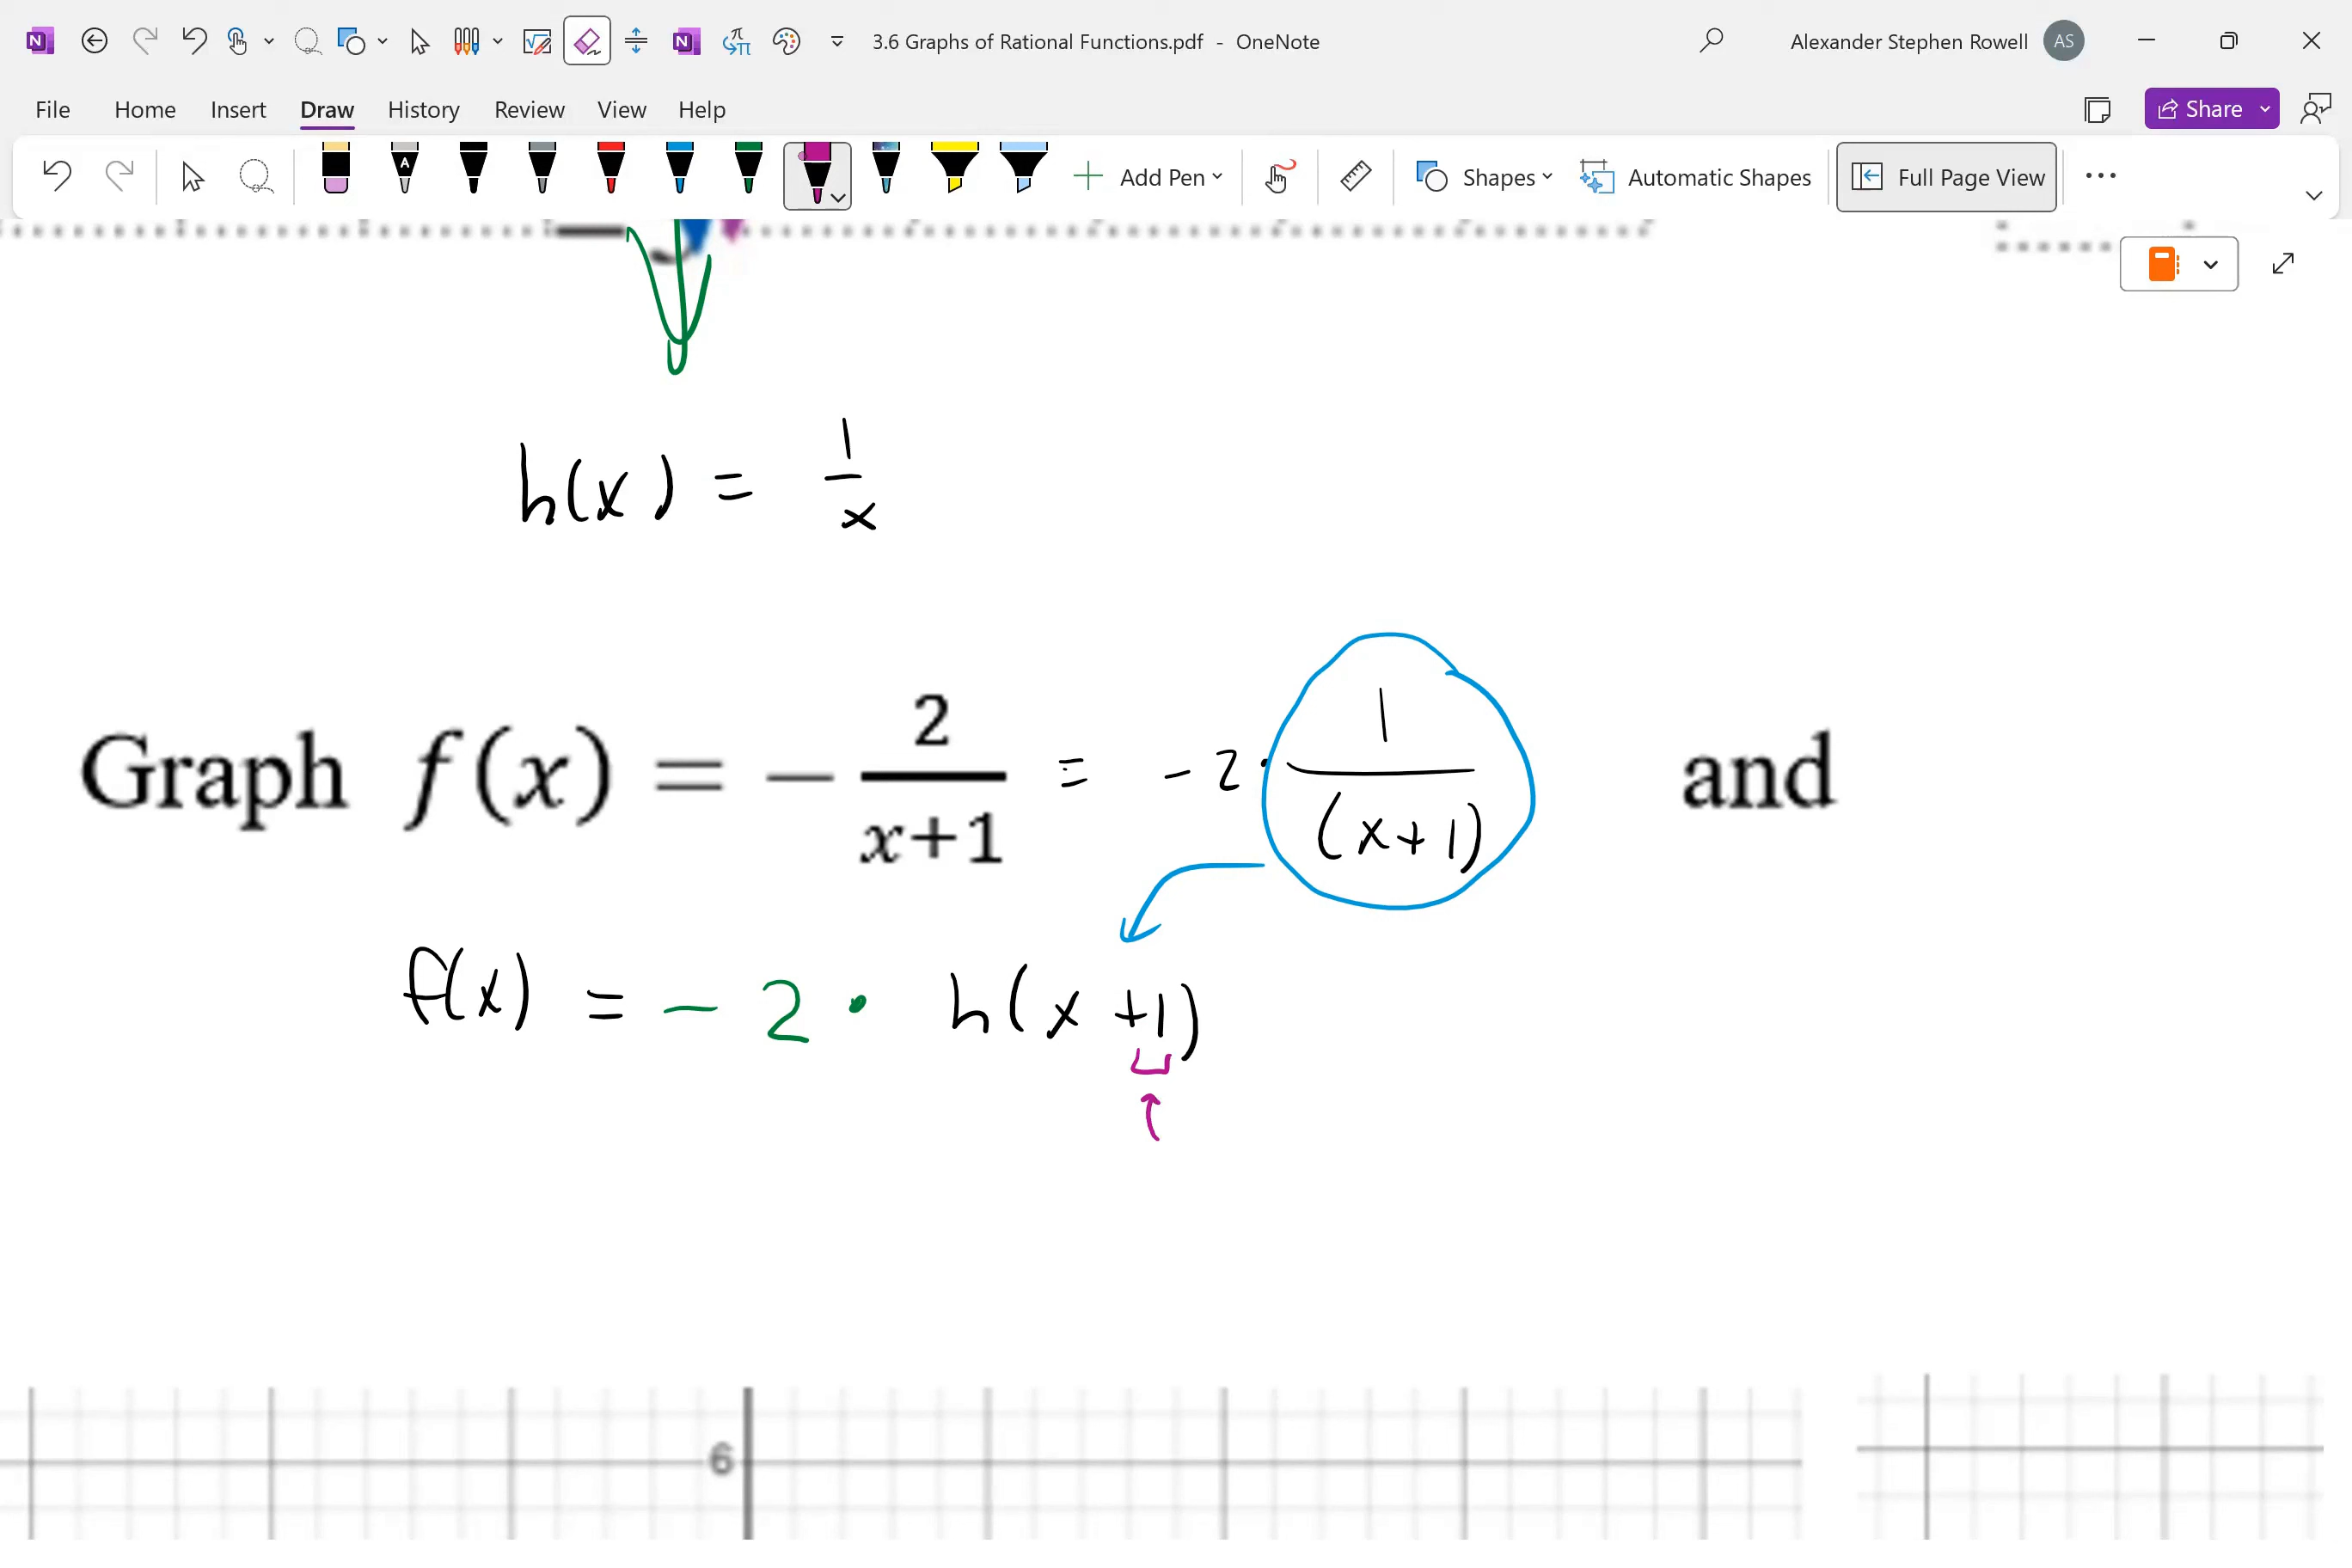 3.6 Graphs of Rational Functions.pdf - OneNote
Alexander Stephen Rowell AS
File Home Insert Draw History Review View Help
Share
Add Pen Shapes Automatic Shapes Full Page View
h(x) = 1/x
Graph f(x) = - 2/(x+1) = -2 · 1/(x+1) and
f(x) = -2 · h(x+1)
6